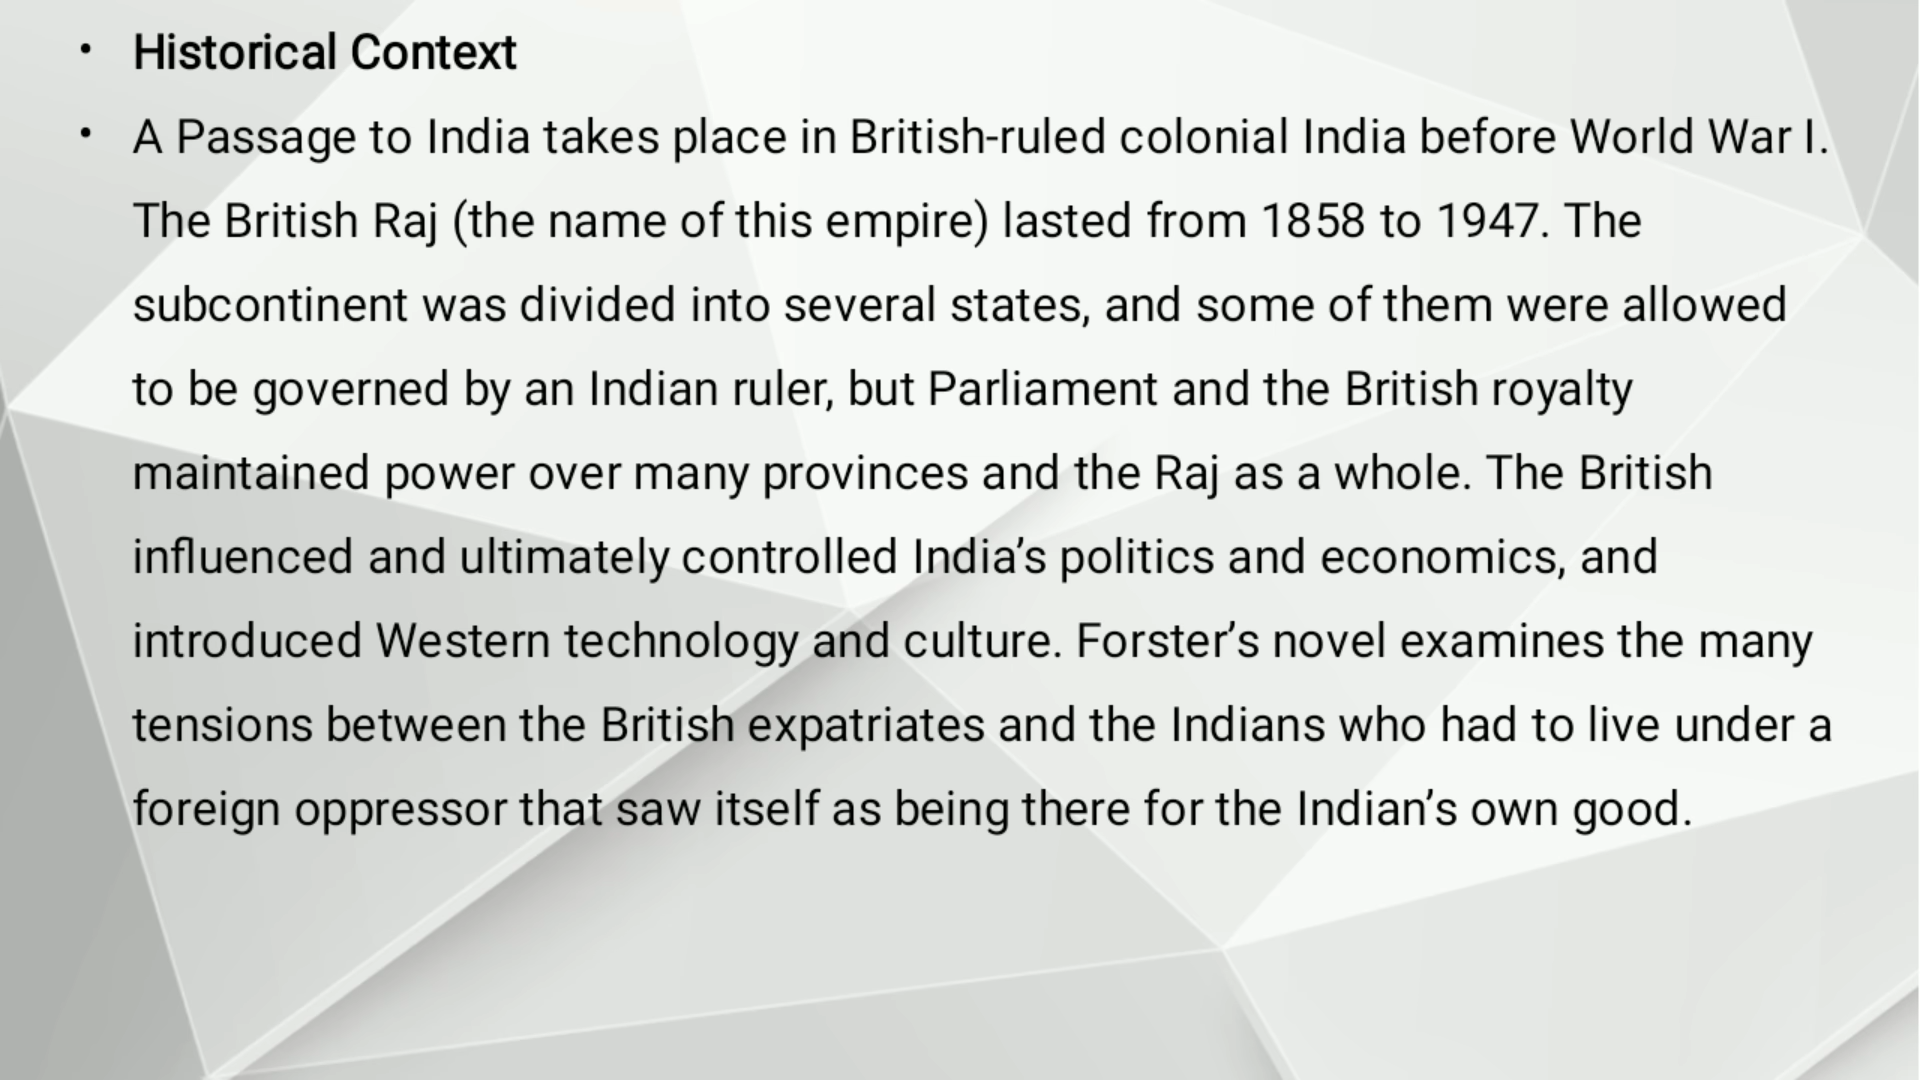 • Historical Context
• A Passage to India takes place in British-ruled colonial India before World War I.
The British Raj (the name of this empire) lasted from 1858 to 1947. The
subcontinent was divided into several states, and some of them were allowed
to be governed by an Indian ruler, but Parliament and the British royalty
maintained power over many provinces and the Raj as a whole. The British
influenced and ultimately controlled India’s politics and economics, and
introduced Western technology and culture. Forster’s novel examines the many
tensions between the British expatriates and the Indians who had to live under a
foreign oppressor that saw itself as being there for the Indian’s own good.